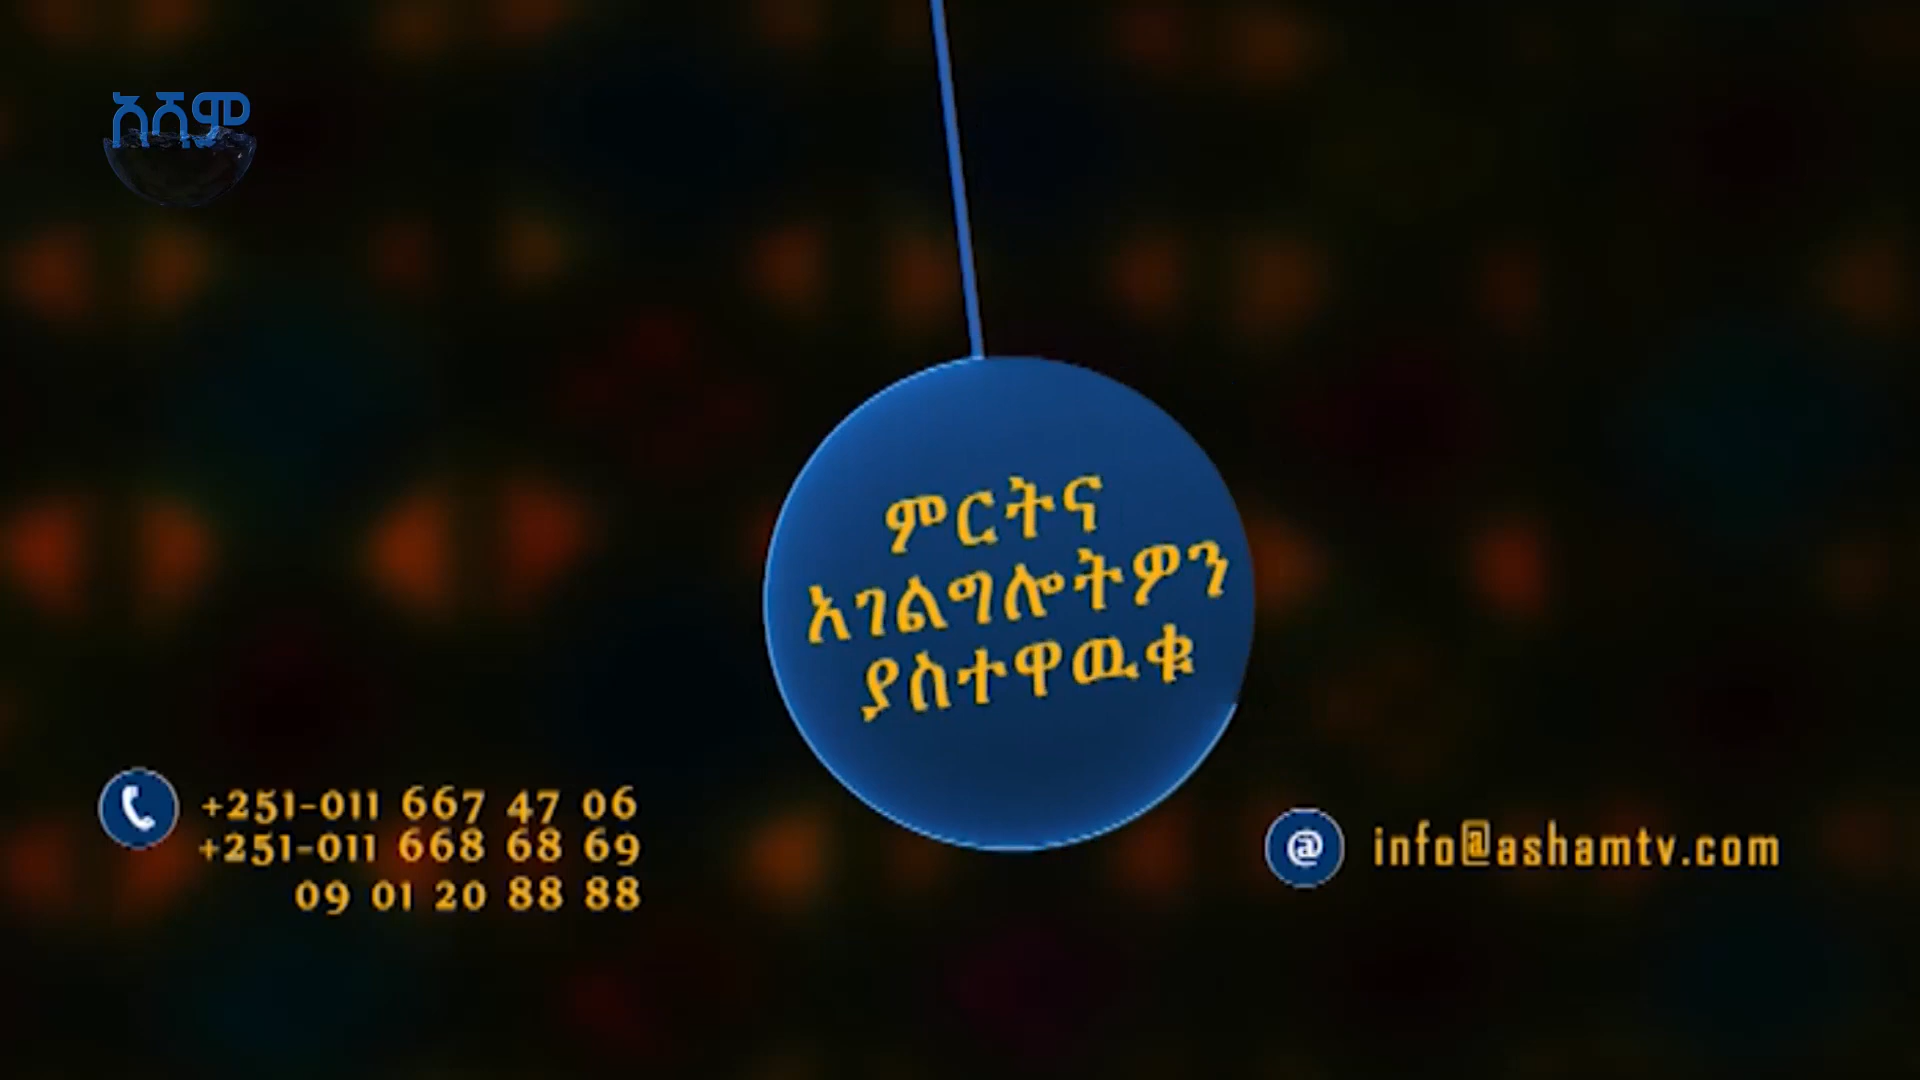 አሻም
ምርትና
አገልግሎትዎን
ያስተዋዉቁ
+251-011 667 47 06
+251-011 668 68 69
09 01 20 88 88
@ info@ashamtv.com